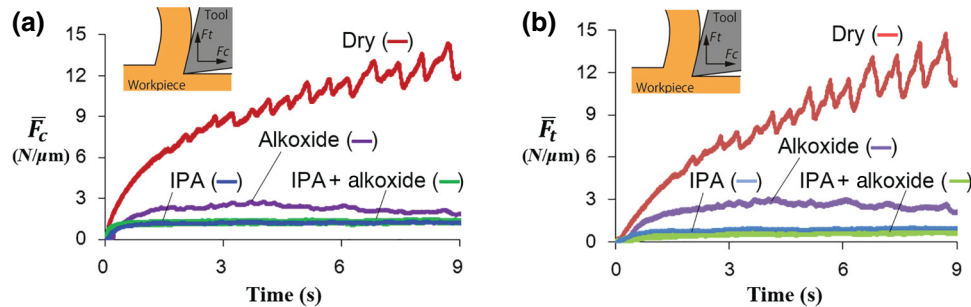 (a)
Tool
Ft
Fc
Workpiece
Dry (—)
Alkoxide (—)
IPA (—)
IPA + alkoxide (—)
F̅c
(N/µm)
15
12
9
6
3
0
0
3
6
9
Time (s)
(b)
Tool
Ft
Fc
Workpiece
Dry (—)
Alkoxide (—)
IPA (—)
IPA + alkoxide (—)
F̅t
(N/µm)
15
12
9
6
3
0
0
3
6
9
Time (s)